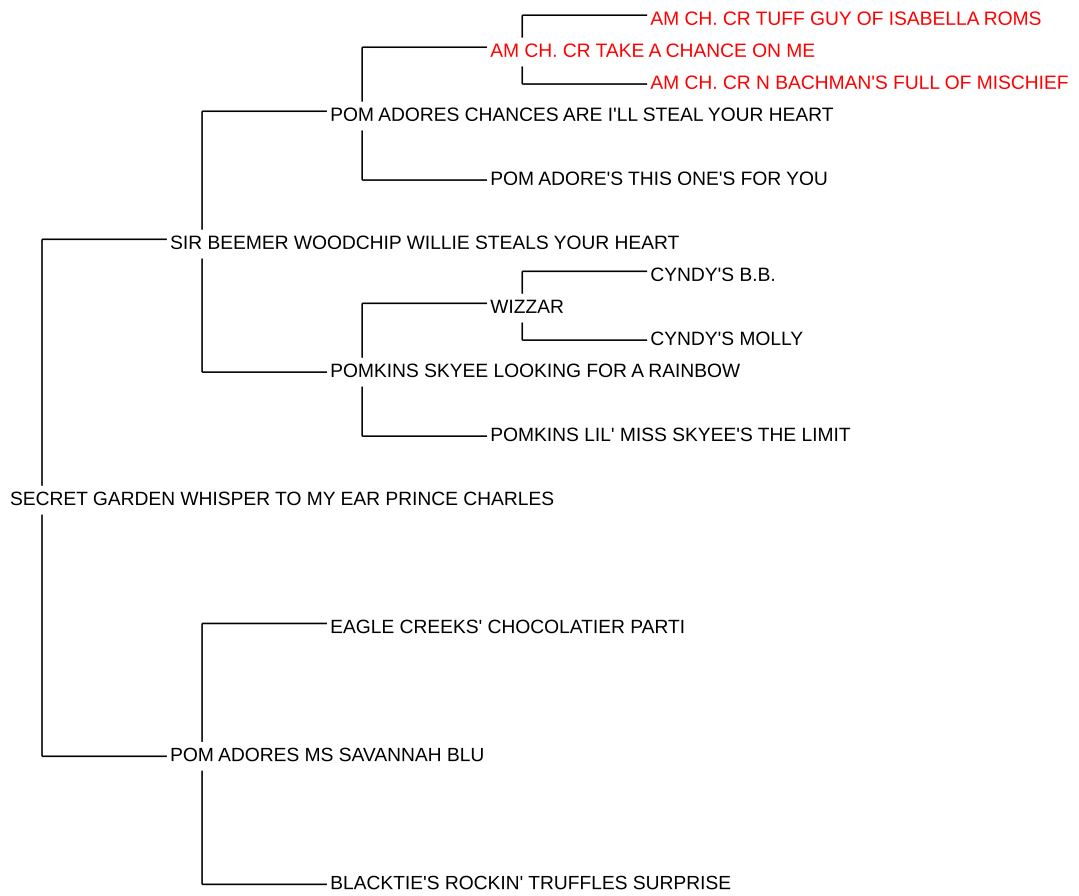 AM CH. CR TUFF GUY OF ISABELLA ROMS
AM CH. CR TAKE A CHANCE ON ME
AM CH. CR N BACHMAN'S FULL OF MISCHIEF
POM ADORES CHANCES ARE I'LL STEAL YOUR HEART
POM ADORE'S THIS ONE'S FOR YOU
SIR BEEMER WOODCHIP WILLIE STEALS YOUR HEART
CYNDY'S B.B.
WIZZAR
CYNDY'S MOLLY
POMKINS SKYEE LOOKING FOR A RAINBOW
POMKINS LIL' MISS SKYEE'S THE LIMIT
SECRET GARDEN WHISPER TO MY EAR PRINCE CHARLES
EAGLE CREEKS' CHOCOLATIER PARTI
POM ADORES MS SAVANNAH BLU
BLACKTIE'S ROCKIN' TRUFFLES SURPRISE